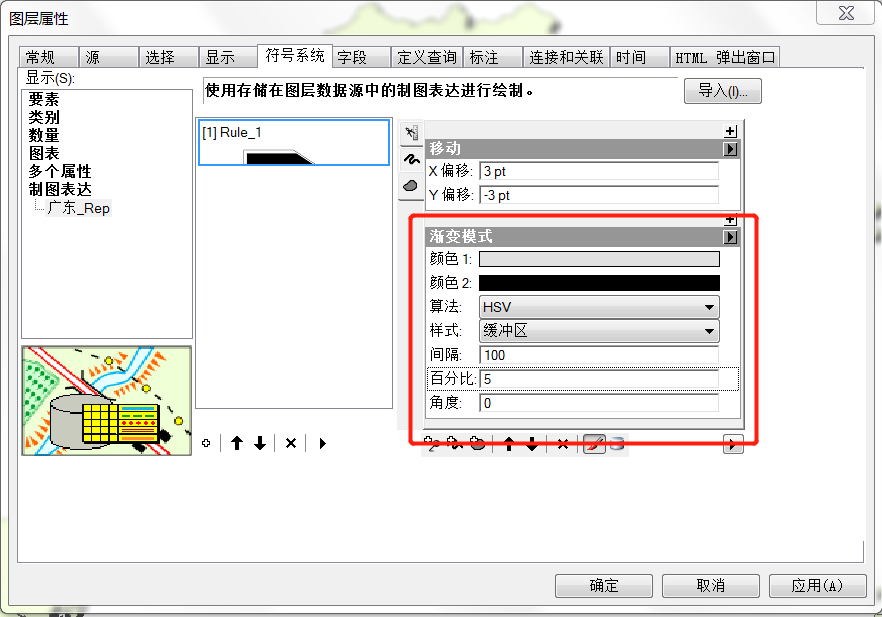 图层属性
常规 源 选择 显示 符号系统 字段 定义查询 标注 连接和关联 时间 HTML 弹出窗口
显示(S):
要素
类别
数量
图表
多个属性
制图表达
广东_Rep
使用存储在图层数据源中的制图表达进行绘制。
导入(I)...
[1] Rule_1
移动
X 偏移: 3 pt
Y 偏移: -3 pt
渐变模式
颜色 1:
颜色 2:
算法: HSV
样式: 缓冲区
间隔: 100
百分比: 5
角度: 0
确定 取消 应用(A)